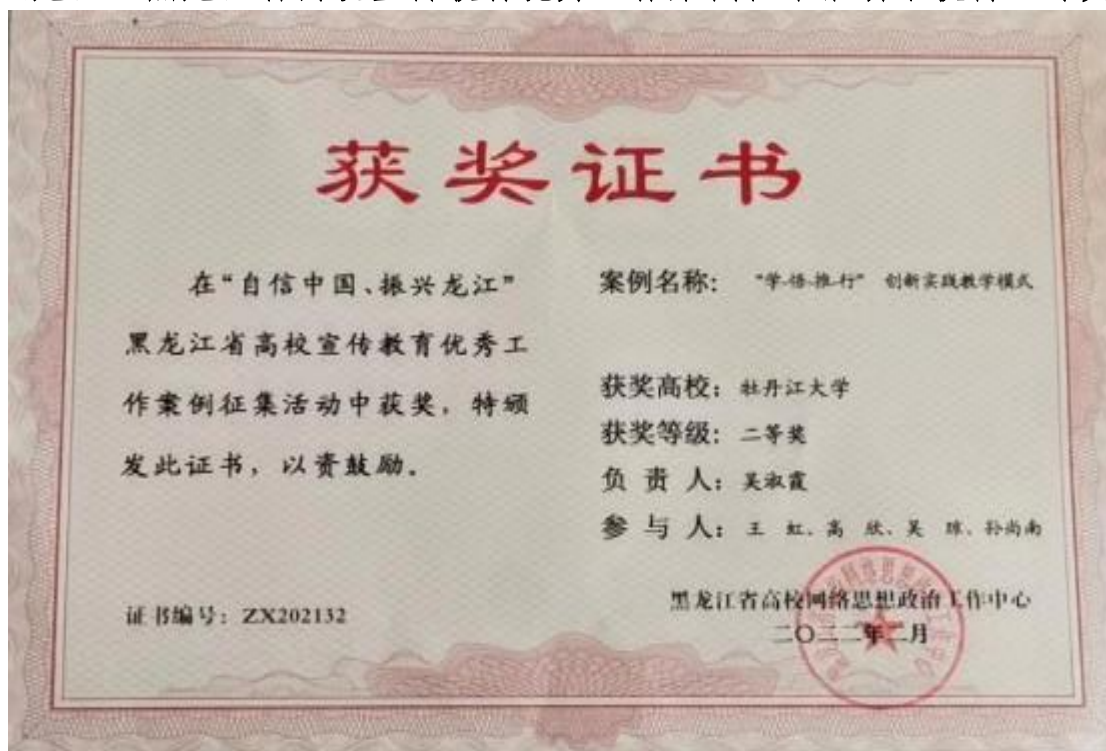 获奖证书
在“自信中国、振兴龙江”
黑龙江省高校宣传教育优秀工
作案例征集活动中获奖，特颁
发此证书，以资鼓励。
证书编号：ZX202132
案例名称： “学-悟-推-行” 创新实践教学模式
获奖高校：牡丹江大学
获奖等级：二等奖
负 责 人：吴淑霞
参 与 人：王 虹、高 欣、吴 琼、孙尚南
黑龙江省高校网络思想政治工作中心
二〇二二年二月